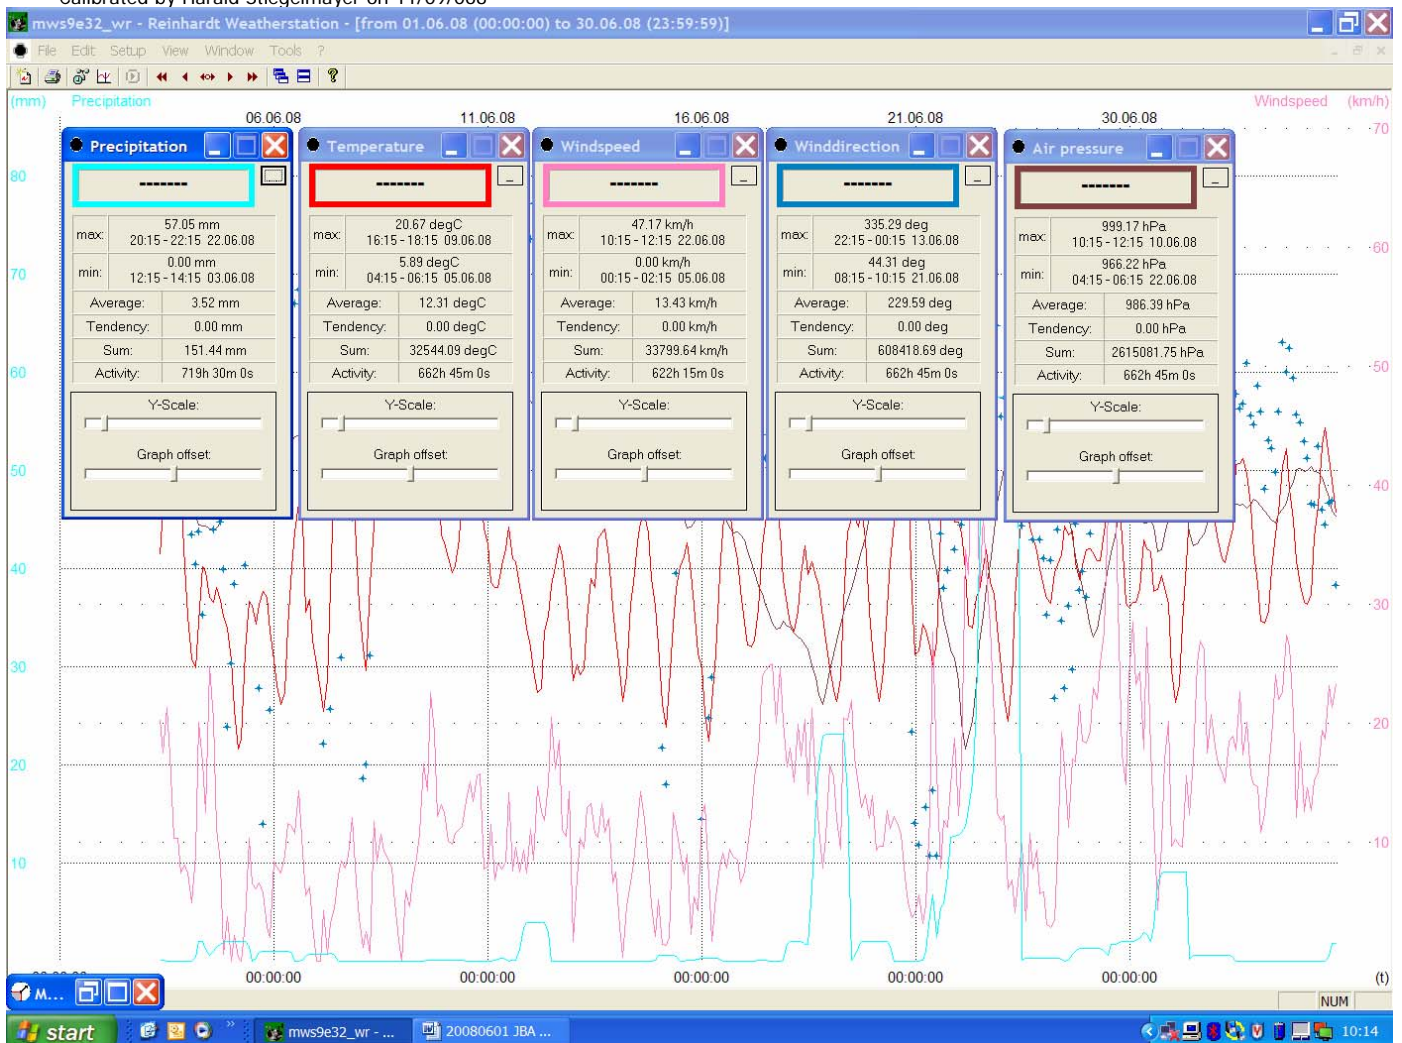 Calibrated by Harald Stiegelmayer on 11/09/008
mws9e32_wr - Reinhardt Weatherstation - [from 01.06.08 (00:00:00) to 30.06.08 (23:59:59)]
File Edit Setup View Window Tools ?
(mm) Precipitation Windspeed (km/h)
06.06.08 11.06.08 16.06.08 21.06.08 30.06.08
Precipitation
-------
max: 57.05 mm
20:15 - 22:15 22.06.08
min: 0.00 mm
12:15 - 14:15 03.06.08
Average: 3.52 mm
Tendency: 0.00 mm
Sum: 151.44 mm
Activity: 719h 30m 0s
Y-Scale:
Graph offset:
Temperature
-------
max: 20.67 degC
16:15 - 18:15 09.06.08
min: 5.89 degC
04:15 - 06:15 05.06.08
Average: 12.31 degC
Tendency: 0.00 degC
Sum: 32544.09 degC
Activity: 662h 45m 0s
Y-Scale:
Graph offset:
Windspeed
-------
max: 47.17 km/h
10:15 - 12:15 22.06.08
min: 0.00 km/h
00:15 - 02:15 05.06.08
Average: 13.43 km/h
Tendency: 0.00 km/h
Sum: 33799.64 km/h
Activity: 622h 15m 0s
Y-Scale:
Graph offset:
Winddirection
-------
max: 335.29 deg
22:15 - 00:15 13.06.08
min: 44.31 deg
08:15 - 10:15 21.06.08
Average: 229.59 deg
Tendency: 0.00 deg
Sum: 608418.69 deg
Activity: 662h 45m 0s
Y-Scale:
Graph offset:
Air pressure
-------
max: 999.17 hPa
10:15 - 12:15 10.06.08
min: 966.22 hPa
04:15 - 06:15 22.06.08
Average: 986.39 hPa
Tendency: 0.00 hPa
Sum: 2615081.75 hPa
Activity: 662h 45m 0s
Y-Scale:
Graph offset:
80
70
60
50
40
30
20
10
70
60
50
40
30
20
10
00:00:00 00:00:00 00:00:00 00:00:00 00:00:00 (t)
M...
NUM
start mws9e32_wr - ... 20080601 JBA ... 10:14